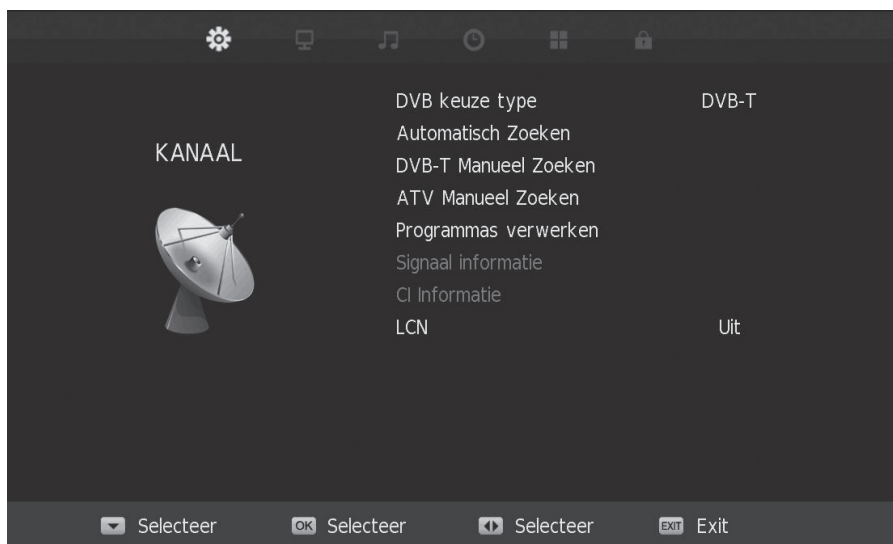 KANAAL
DVB keuze type DVB-T
Automatisch Zoeken
DVB-T Manueel Zoeken
ATV Manueel Zoeken
Programmas verwerken
Signaal informatie
CI Informatie
LCN Uit
Selecteer OK Selecteer Selecteer EXIT Exit